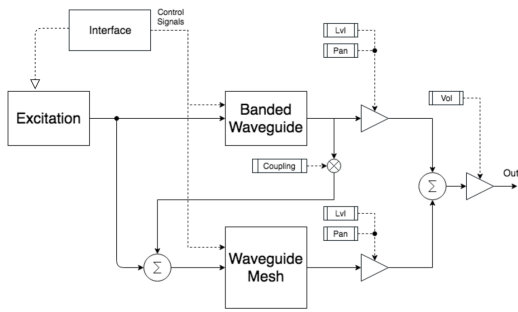 Control
Signals
Interface
Lvl
Pan
Excitation
Banded
Waveguide
Vol
Coupling
Out
Σ
Lvl
Pan
Σ
Waveguide
Mesh